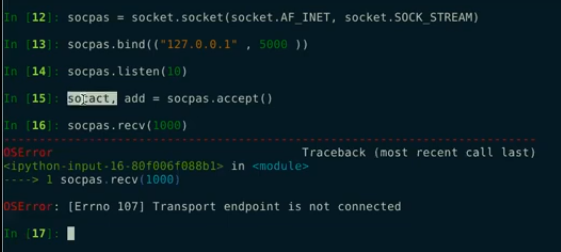 In [12]: socpas = socket.socket(socket.AF_INET, socket.SOCK_STREAM)
In [13]: socpas.bind(("127.0.0.1" , 5000 ))
In [14]: socpas.listen(10)
In [15]: socact, add = socpas.accept()
In [16]: socpas.recv(1000)
---------------------------------------------------------------------------
OSError                                   Traceback (most recent call last)
<ipython-input-16-80f006f088b1> in <module>
----> 1 socpas.recv(1000)
OSError: [Errno 107] Transport endpoint is not connected
In [17]: